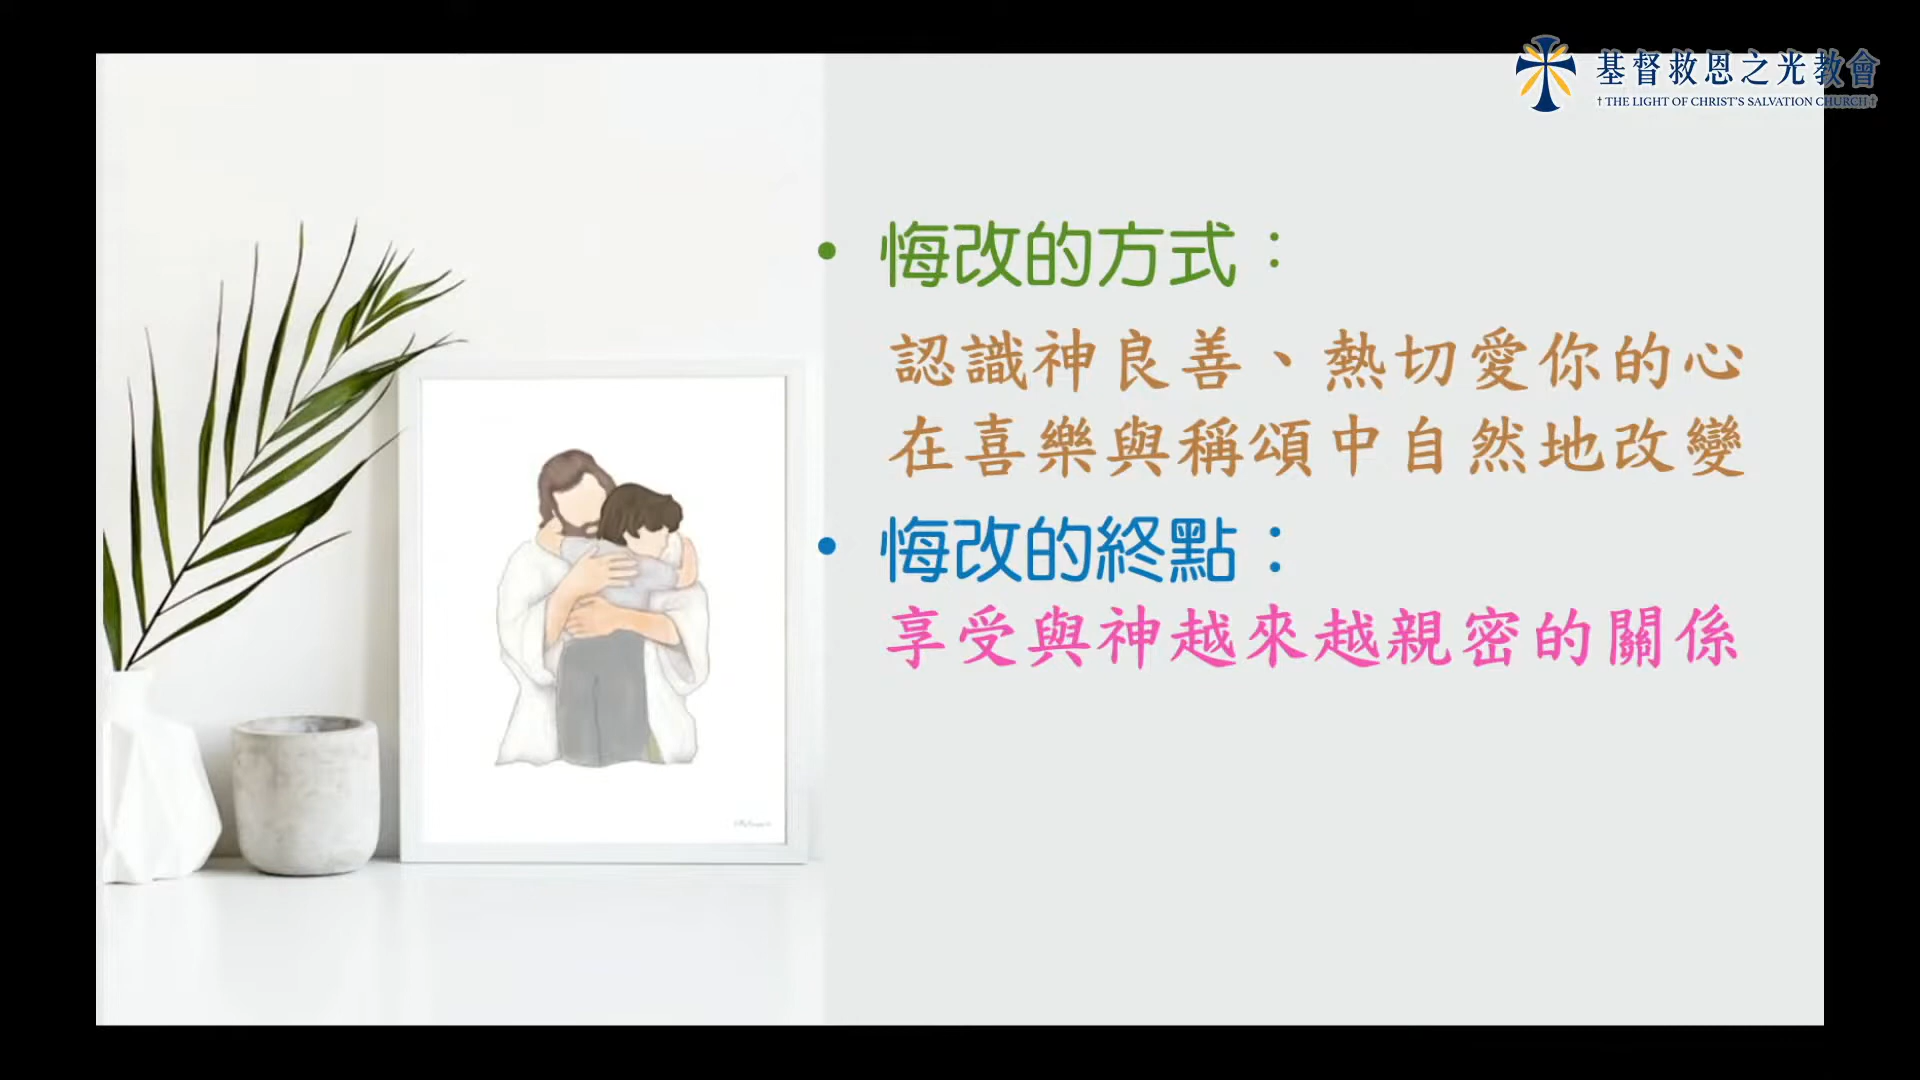 基督救恩之光教會
†THE LIGHT OF CHRIST'S SALVATION CHURCH†
• 悔改的方式：
認識神良善、熱切愛你的心
在喜樂與稱頌中自然地改變
• 悔改的終點：
享受與神越來越親密的關係